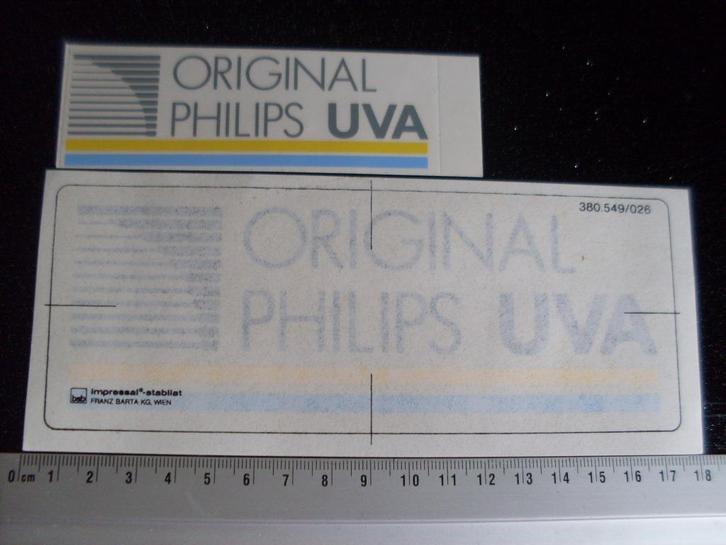 ORIGINAL
PHILIPS UVA
380.549/026
ORIGINAL
PHILIPS UVA
bsb impressal®-stabilat
FRANZ BARTA KG, WIEN
0 cm 1 2 3 4 5 6 7 8 9 10 11 12 13 14 15 16 17 18